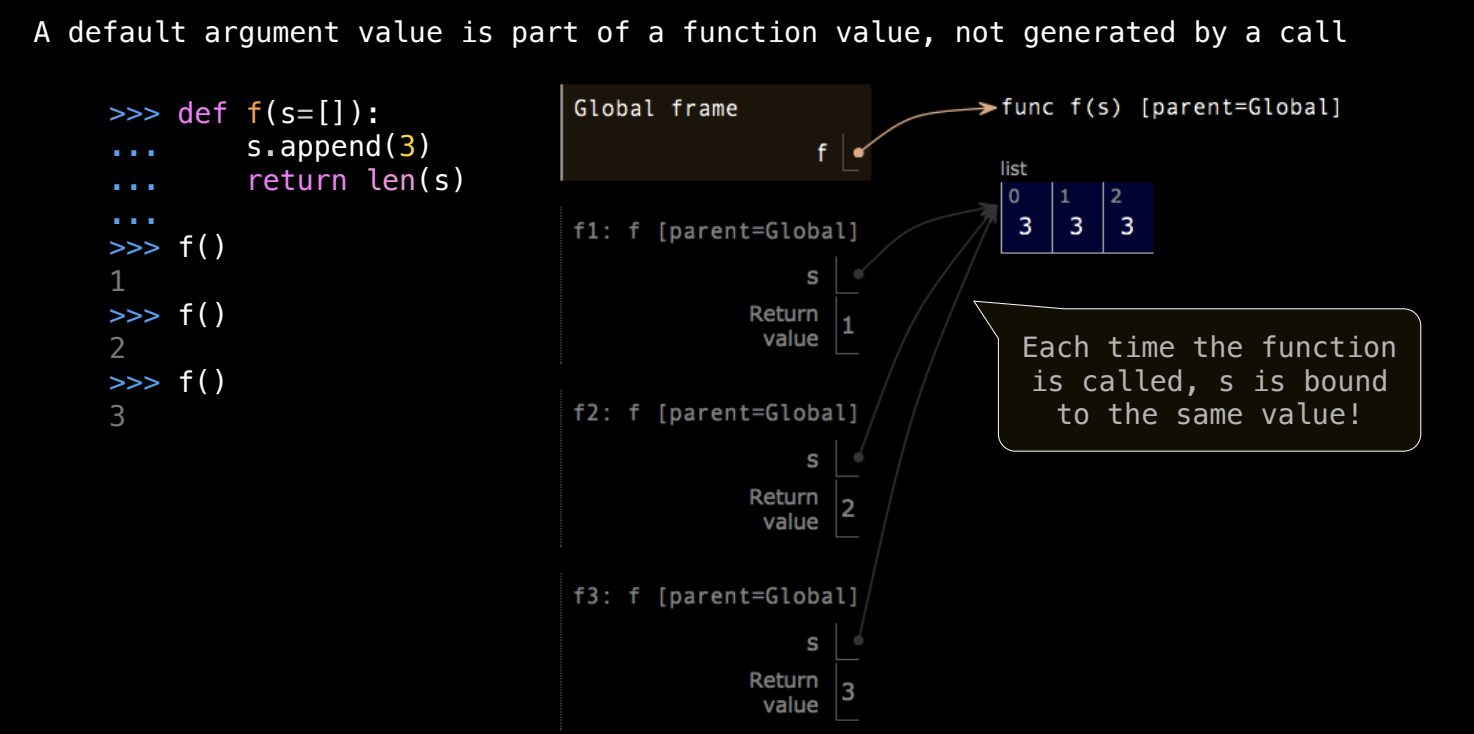 A default argument value is part of a function value, not generated by a call
>>> def f(s=[]):
...     s.append(3)
...     return len(s)
...
>>> f()
1
>>> f()
2
>>> f()
3
Global frame
f
func f(s) [parent=Global]
list
0 1 2
3 3 3
f1: f [parent=Global]
s
Return
value 1
f2: f [parent=Global]
s
Return
value 2
f3: f [parent=Global]
s
Return
value 3
Each time the function
is called, s is bound
to the same value!